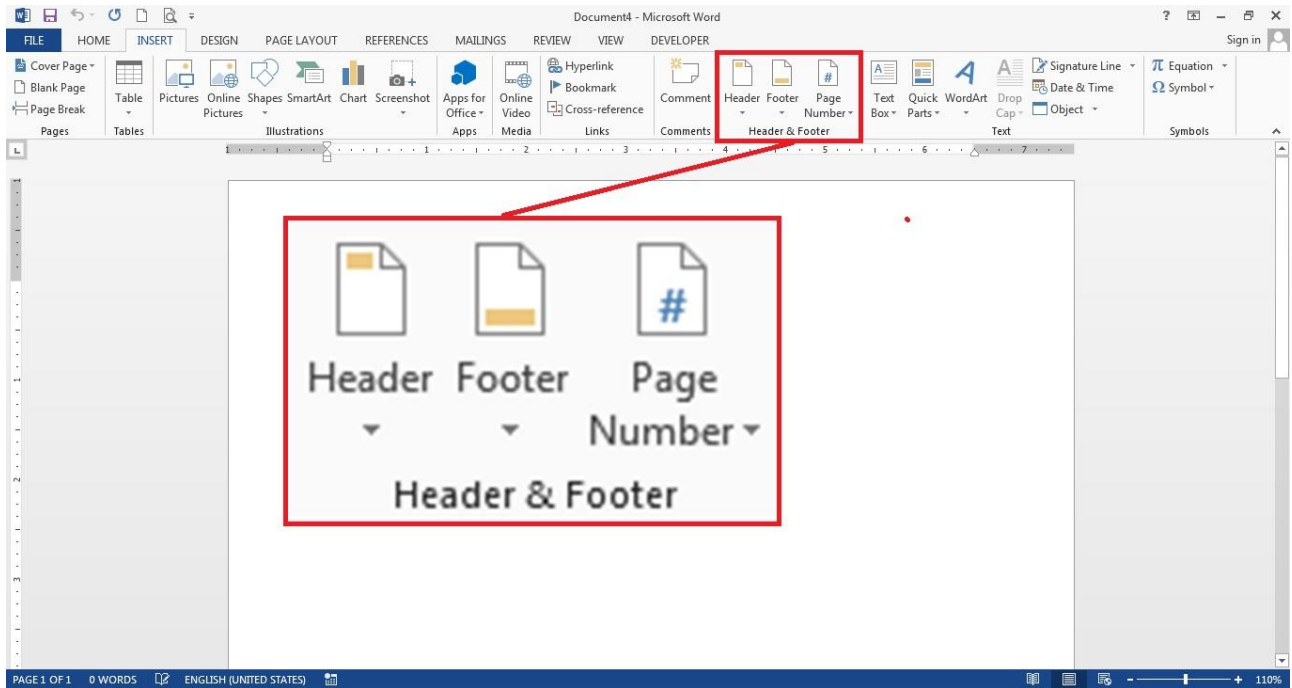 Document4 - Microsoft Word
FILE HOME INSERT DESIGN PAGE LAYOUT REFERENCES MAILINGS REVIEW VIEW DEVELOPER Sign in
Cover Page
Blank Page
Page Break
Pages
Table
Tables
Pictures
Online Pictures
Shapes
SmartArt
Chart
Screenshot
Illustrations
Apps for Office
Apps
Online Video
Media
Hyperlink
Bookmark
Cross-reference
Links
Comment
Comments
Header
Footer
Page Number
Header & Footer
Text Box
Quick Parts
WordArt
Drop Cap
Signature Line
Date & Time
Object
Text
π Equation
Ω Symbol
Symbols
1 1 2 3 4 5 6 7
Header Footer Page
Number
Header & Footer
1
1
2
3
PAGE 1 OF 1 0 WORDS ENGLISH (UNITED STATES) 110%